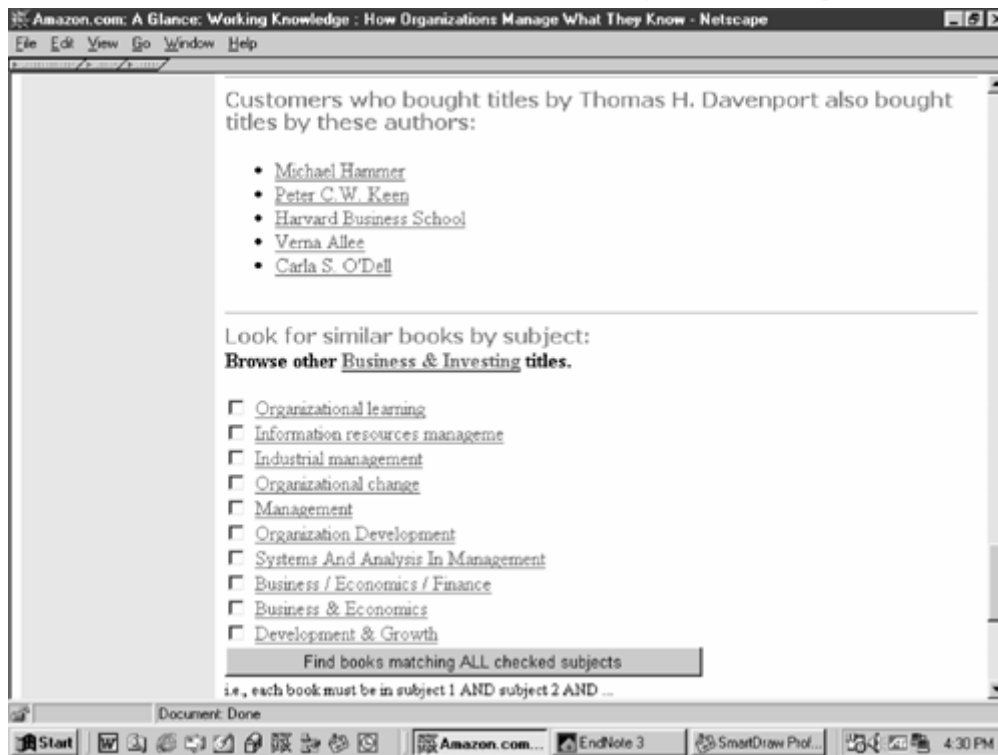 Amazon.com: A Glance: Working Knowledge : How Organizations Manage What They Know - Netscape
File Edit View Go Window Help
Customers who bought titles by Thomas H. Davenport also bought
titles by these authors:
Michael Hammer
Peter C.W. Keen
Harvard Business School
Verna Allee
Carla S. O'Dell
Look for similar books by subject:
Browse other Business & Investing titles.
Organizational learning
Information resources manageme
Industrial management
Organizational change
Management
Organization Development
Systems And Analysis In Management
Business / Economics / Finance
Business & Economics
Development & Growth
Find books matching ALL checked subjects
i.e., each book must be in subject 1 AND subject 2 AND ...
Document: Done
Start Amazon.com... EndNote 3 SmartDraw Prof... 4:30 PM